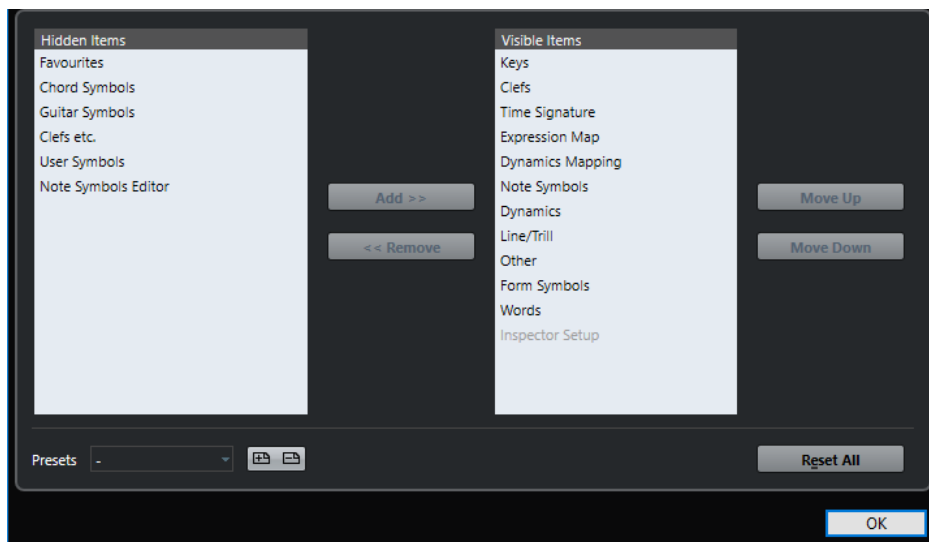 Hidden Items
Favourites
Chord Symbols
Guitar Symbols
Clefs etc.
User Symbols
Note Symbols Editor
Add >>
<< Remove
Visible Items
Keys
Clefs
Time Signature
Expression Map
Dynamics Mapping
Note Symbols
Dynamics
Line/Trill
Other
Form Symbols
Words
Inspector Setup
Move Up
Move Down
Presets -
Reset All
OK